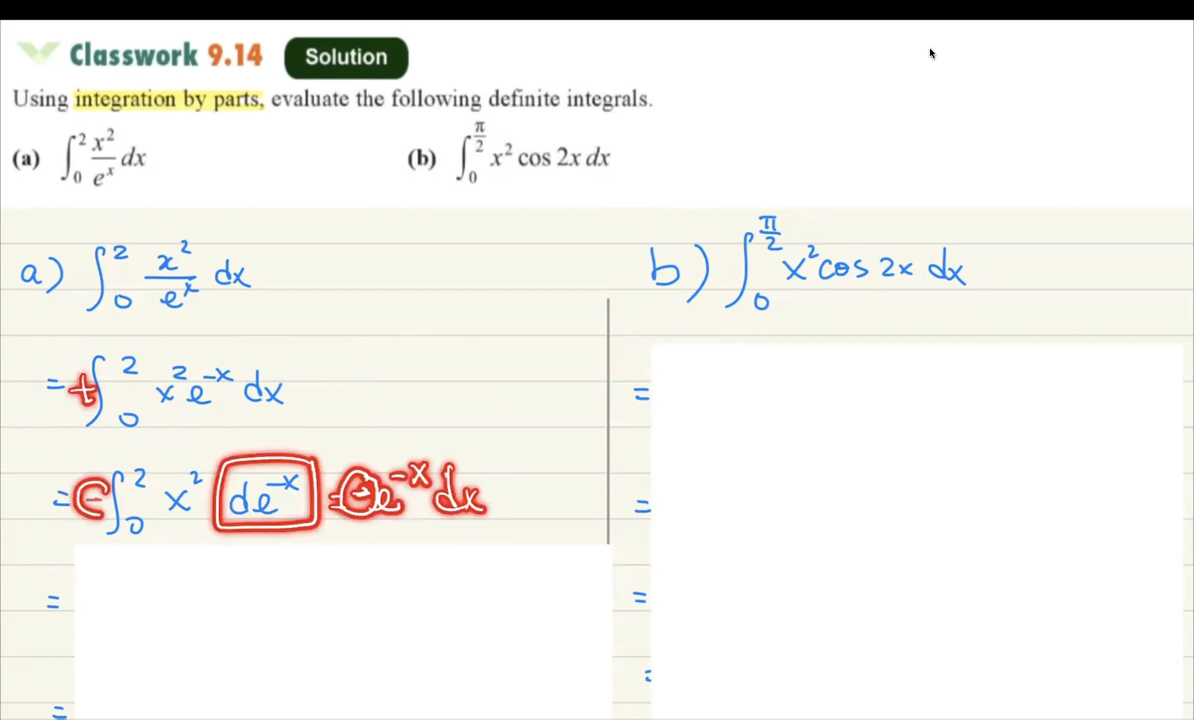 Classwork 9.14 Solution
Using integration by parts, evaluate the following definite integrals.
(a) ∫₀² x²/eˣ dx (b) ∫₀^(π/2) x² cos 2x dx
a) ∫₀² x²/eˣ dx
= +∫₀² x² e^(-x) dx
= -∫₀² x² de^(-x) = -e^(-x) dx
=
=
b) ∫₀^(π/2) x² cos 2x dx
=
=
=
=